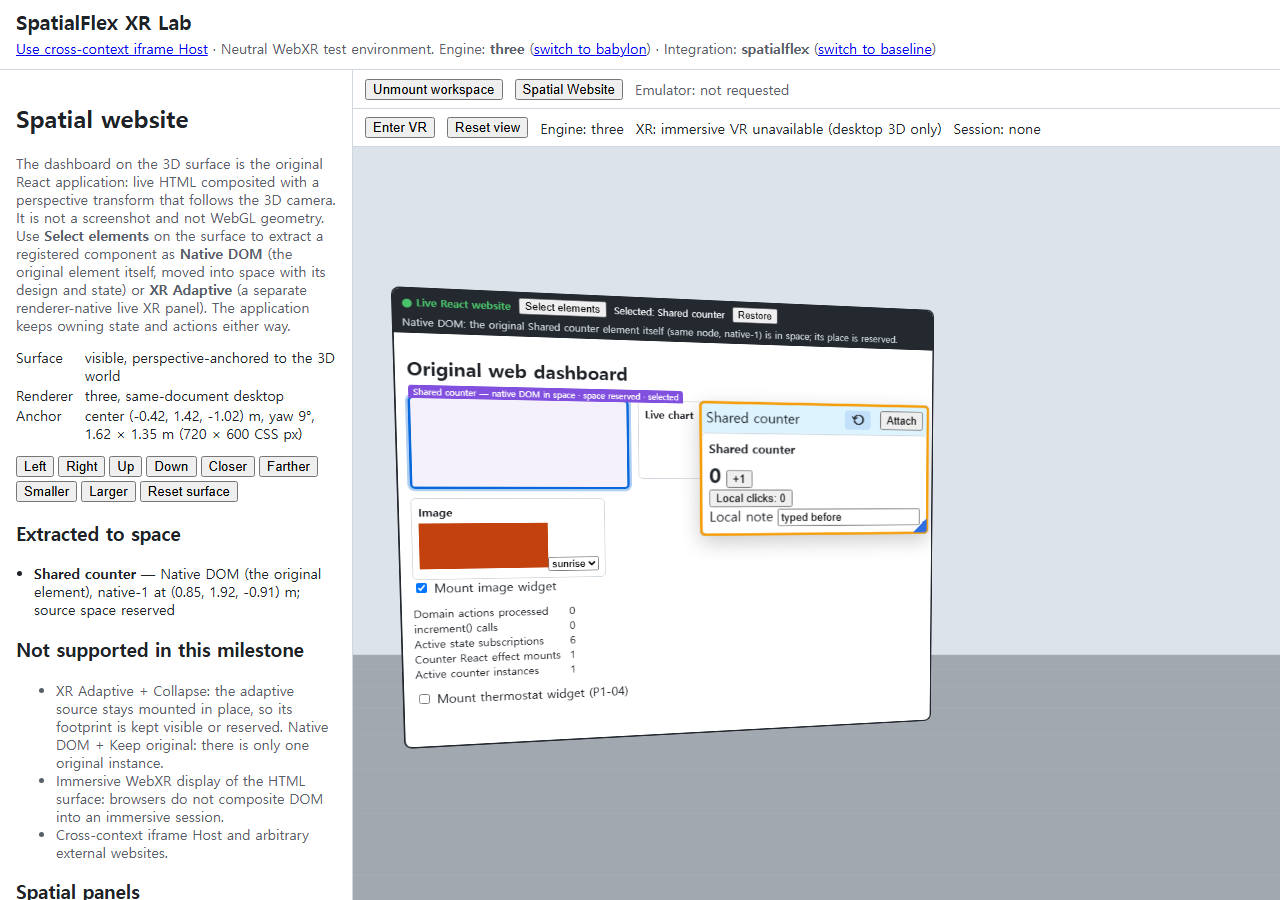 SpatialFlex XR Lab
Use cross-context iframe Host · Neutral WebXR test environment. Engine: three (switch to babylon) · Integration: spatialflex (switch to baseline)
Spatial website
The dashboard on the 3D surface is the original
React application: live HTML composited with a
perspective transform that follows the 3D camera.
It is not a screenshot and not WebGL geometry.
Use Select elements on the surface to extract a
registered component as Native DOM (the
original element itself, moved into space with its
design and state) or XR Adaptive (a separate
renderer-native live XR panel). The application
keeps owning state and actions either way.
Surface visible, perspective-anchored to the 3D
world
Renderer three, same-document desktop
Anchor center (-0.42, 1.42, -1.02) m, yaw 9°,
1.62 × 1.35 m (720 × 600 CSS px)
Left Right Up Down Closer Farther
Smaller Larger Reset surface
Extracted to space
• Shared counter — Native DOM (the original
element), native-1 at (0.85, 1.92, -0.91) m;
source space reserved
Not supported in this milestone
• XR Adaptive + Collapse: the adaptive
source stays mounted in place, so its
footprint is kept visible or reserved. Native
DOM + Keep original: there is only one
original instance.
• Immersive WebXR display of the HTML
surface: browsers do not composite DOM
into an immersive session.
• Cross-context iframe Host and arbitrary
external websites.
Spatial panels
Unmount workspace Spatial Website Emulator: not requested
Enter VR Reset view Engine: three XR: immersive VR unavailable (desktop 3D only) Session: none
Live React website Select elements Selected: Shared counter Restore
Native DOM: the original Shared counter element itself (same node, native-1) is in space; its place is reserved.
Original web dashboard
Shared counter — native DOM in space · space reserved · selected
Live chart
Shared counter Attach
Shared counter
0 +1
Local clicks: 0
Local note typed before
Image
sunrise
Mount image widget
Domain actions processed 0
increment() calls 0
Active state subscriptions 6
Counter React effect mounts 1
Active counter instances 1
Mount thermostat widget (P1-04)